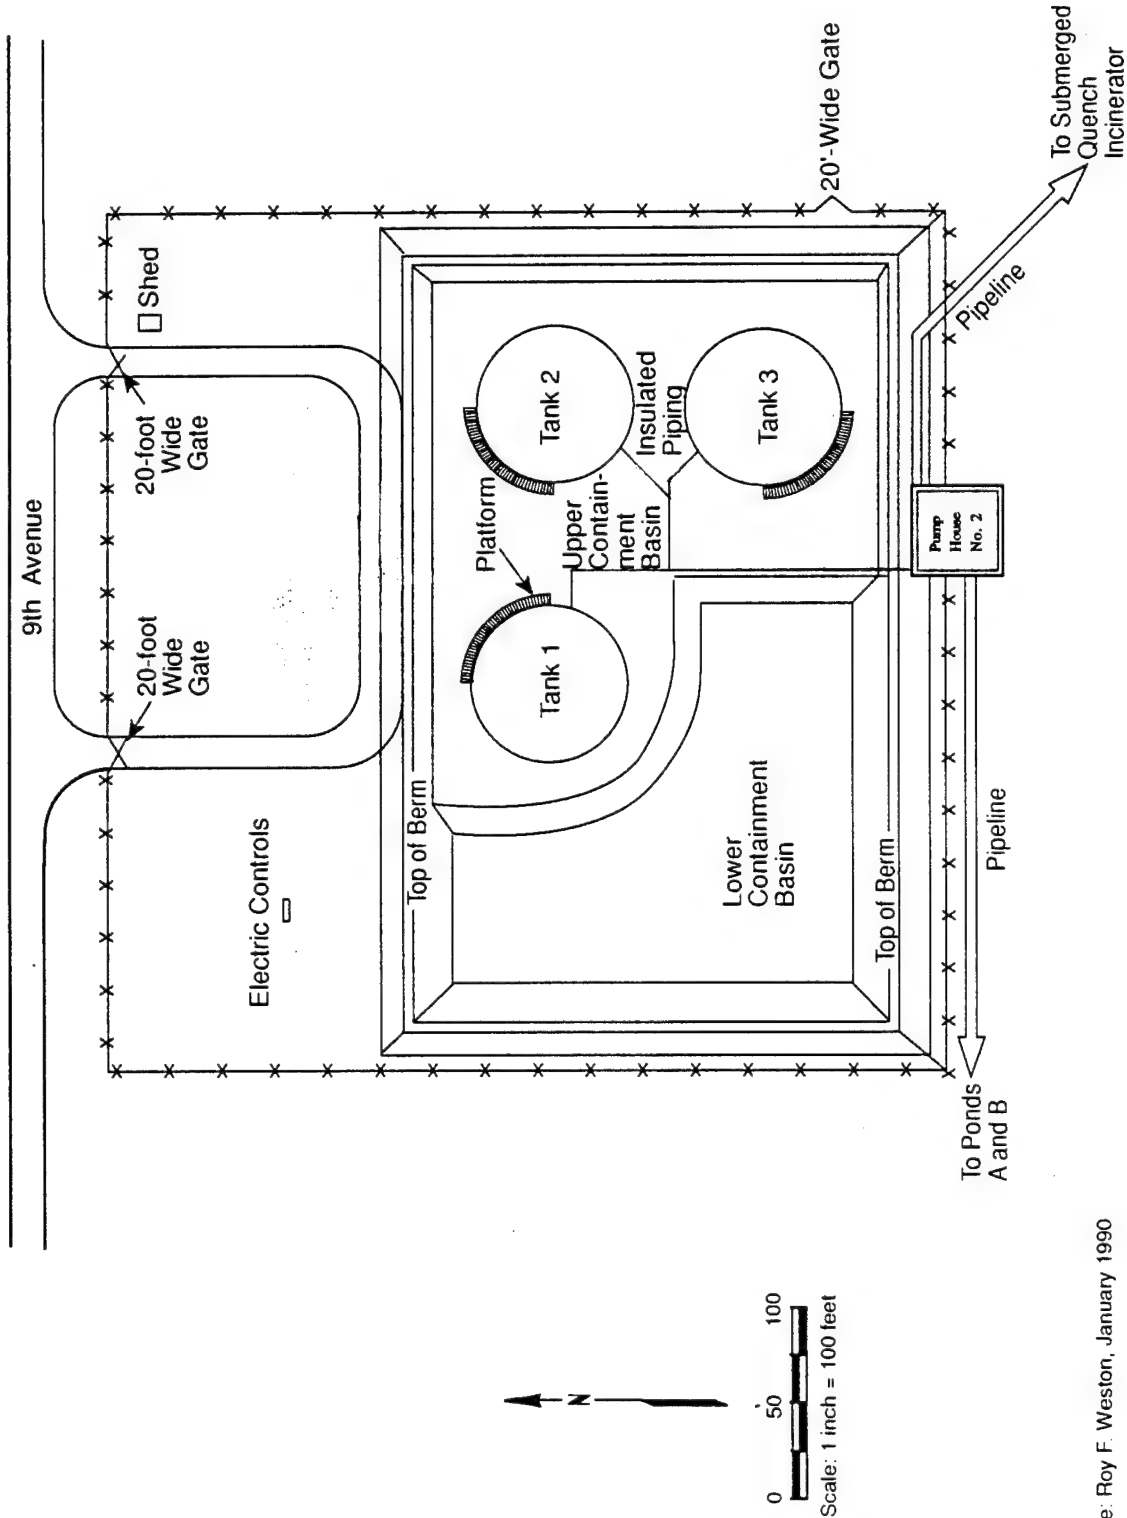 9th Avenue
20-foot
Wide
Gate
20-foot
Wide
Gate
Shed
Electric Controls
Top of Berm
Platform
Tank 1
Tank 2
Upper
Contain-
ment
Basin
Insulated
Piping
Tank 3
20'-Wide Gate
Lower
Containment
Basin
Top of Berm
Pump
House
No. 2
Pipeline
Pipeline
To Submerged
Quench
Incinerator
To Ponds
A and B
N
0 50 100
Scale: 1 inch = 100 feet
e: Roy F. Weston, January 1990